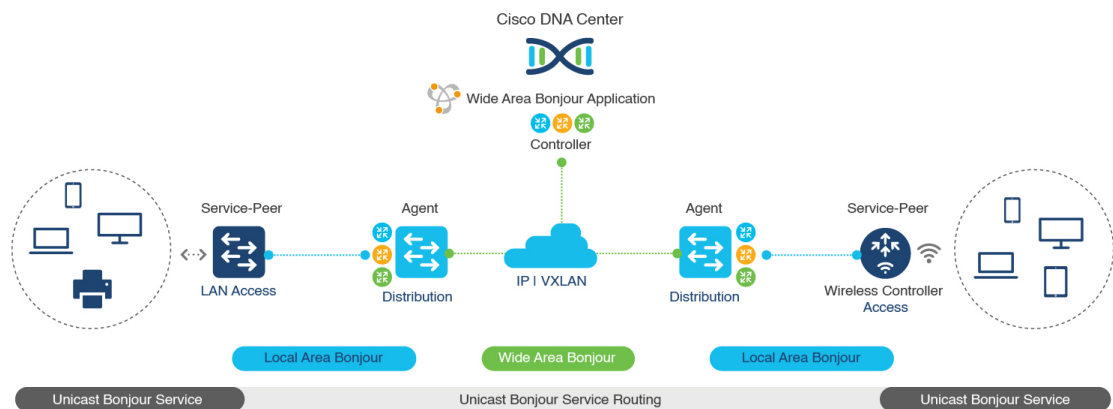 Cisco DNA Center
Wide Area Bonjour Application
Controller
Service-Peer
Agent
Agent
Service-Peer
LAN Access
Distribution
IP | VXLAN
Distribution
Wireless Controller
Access
Local Area Bonjour
Wide Area Bonjour
Local Area Bonjour
Unicast Bonjour Service
Unicast Bonjour Service Routing
Unicast Bonjour Service